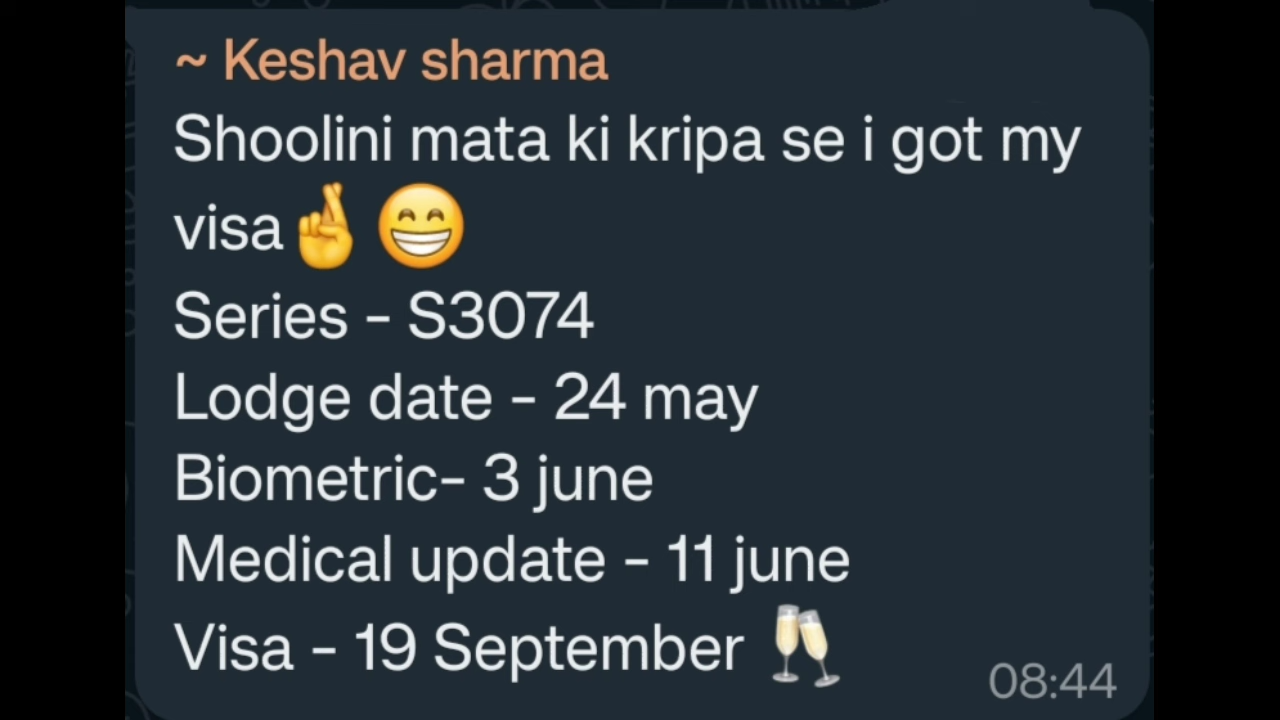 ~ Keshav sharma
Shoolini mata ki kripa se i got my
visa🤞😁
Series - S3074
Lodge date - 24 may
Biometric- 3 june
Medical update - 11 june
Visa - 19 September 🥂
08:44